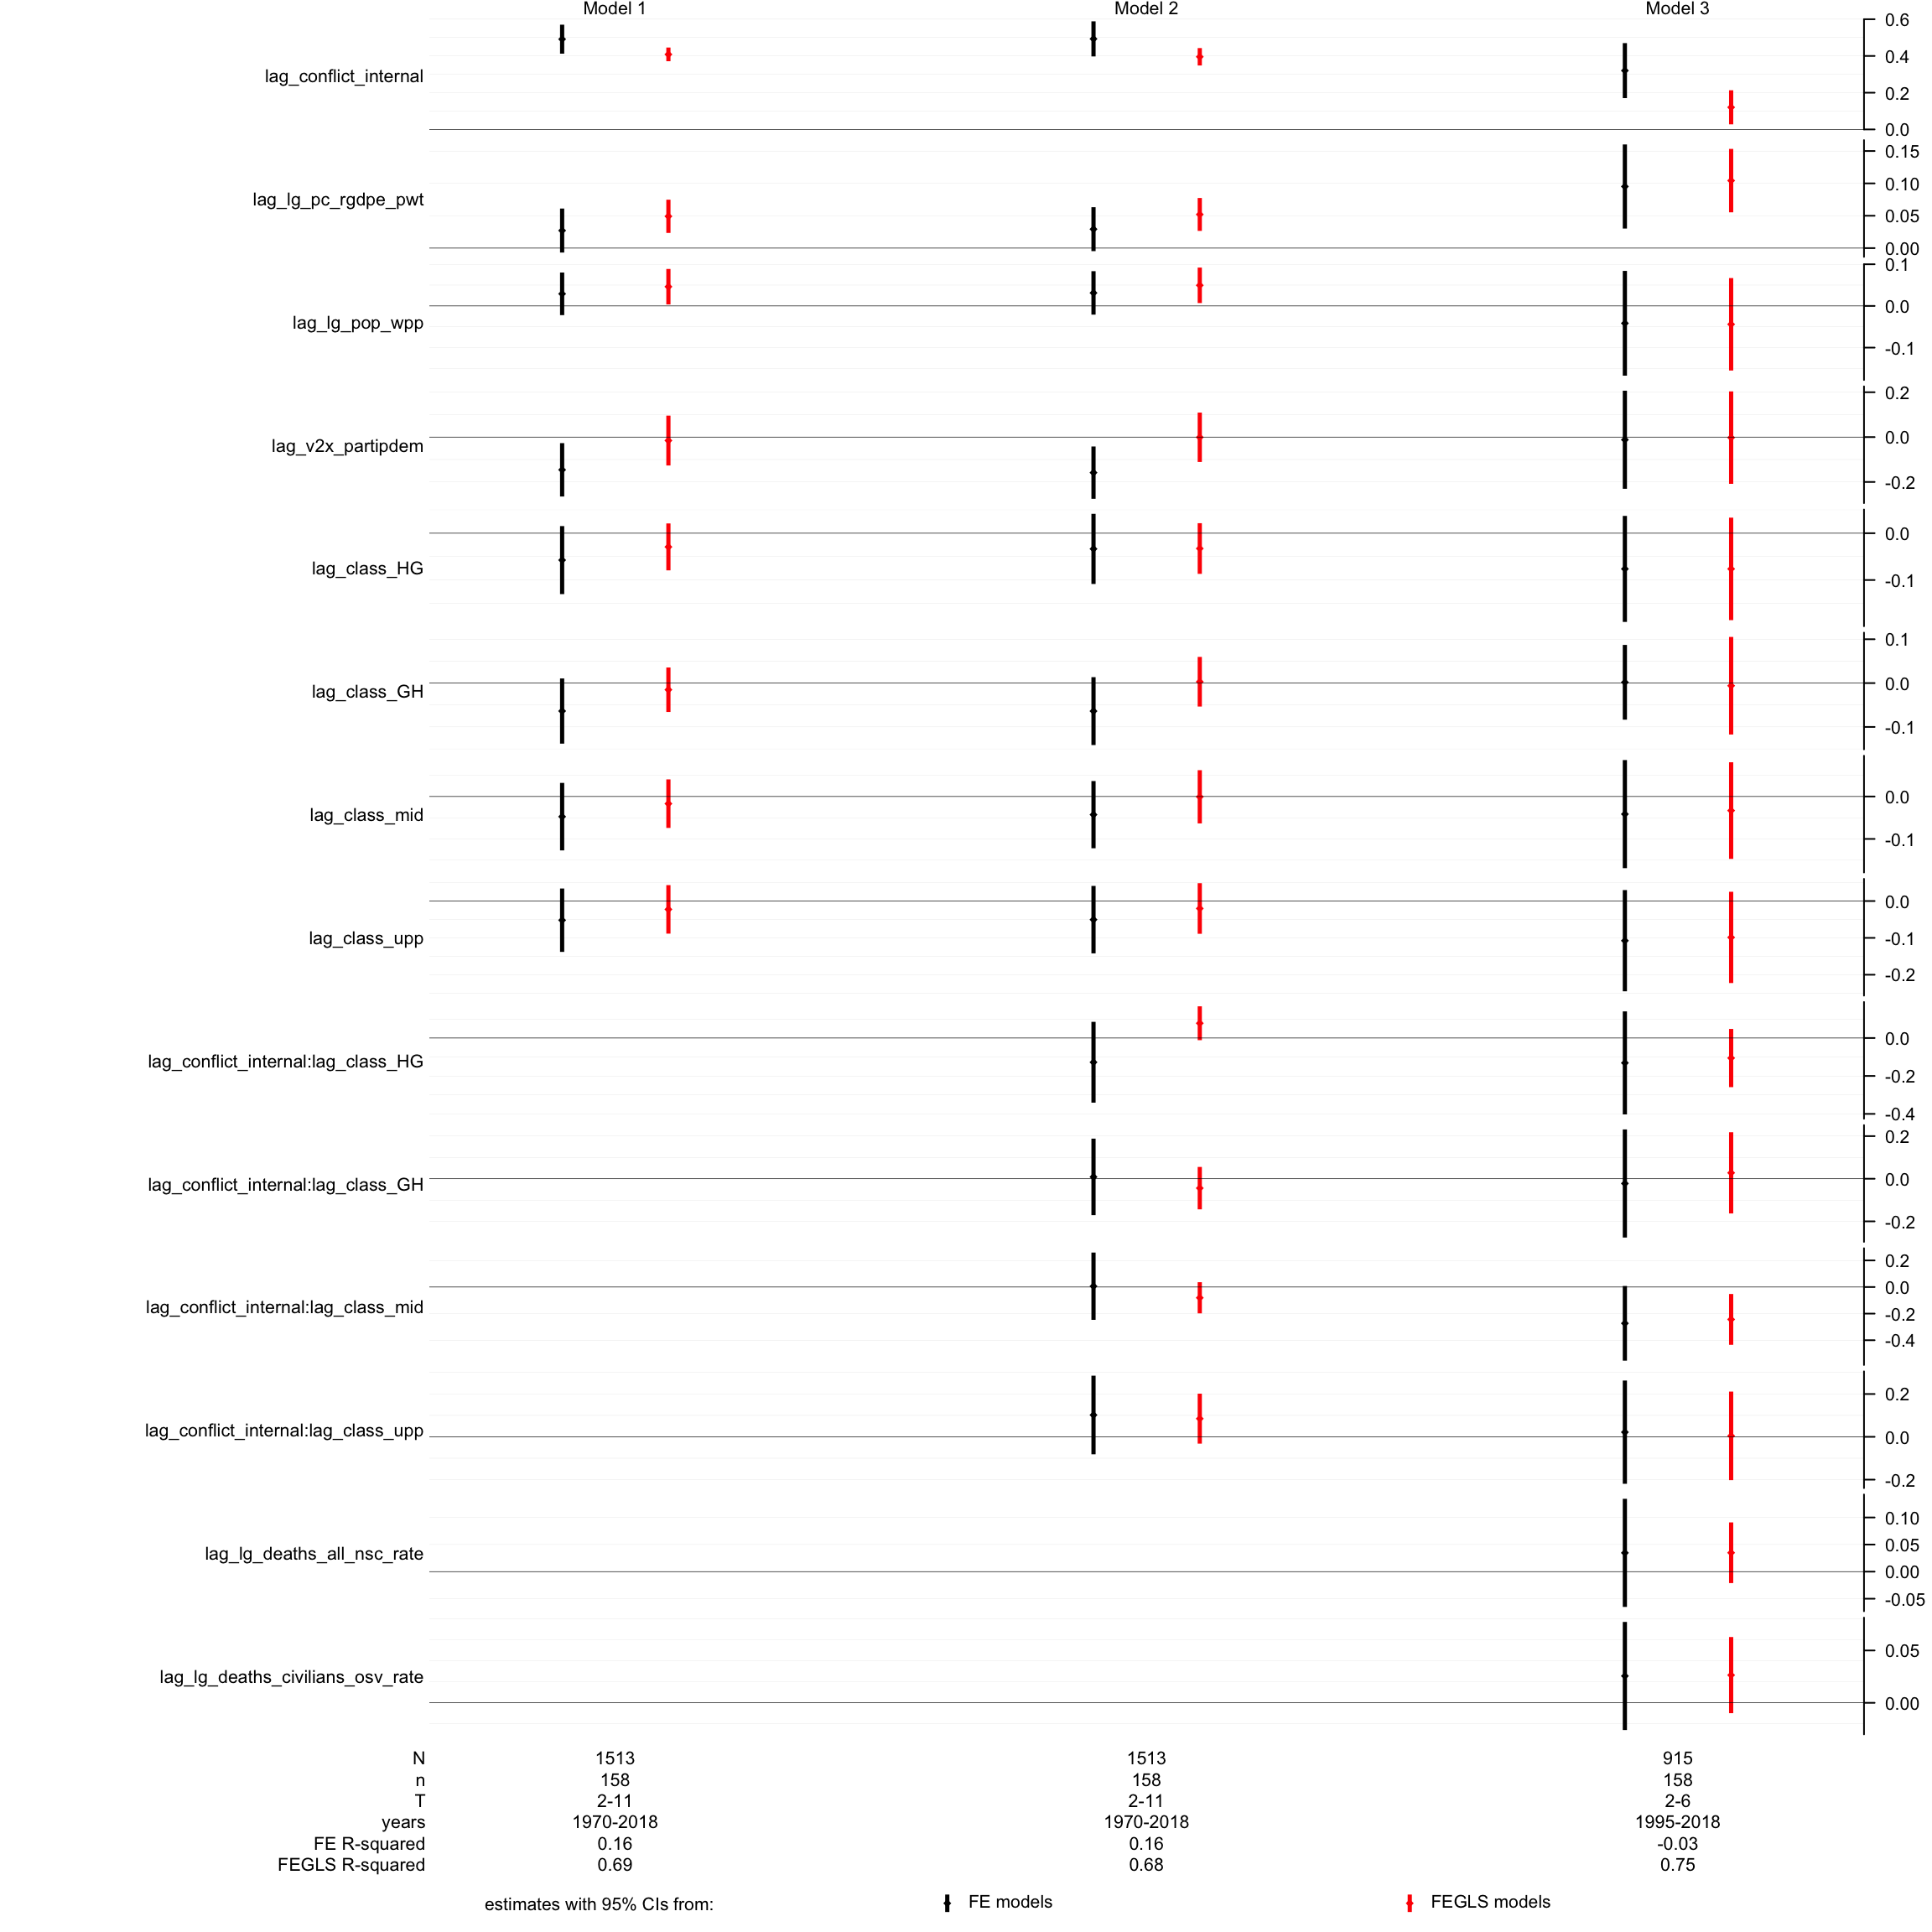 Model 1 Model 2 Model 3
lag_conflict_internal
0.6
0.4
0.2
0.0
lag_lg_pc_rgdpe_pwt
0.15
0.10
0.05
0.00
lag_lg_pop_wpp
0.1
0.0
-0.1
lag_v2x_partipdem
0.2
0.0
-0.2
lag_class_HG
0.0
-0.1
lag_class_GH
0.1
0.0
-0.1
lag_class_mid
0.0
-0.1
lag_class_upp
0.0
-0.1
-0.2
lag_conflict_internal:lag_class_HG
0.0
-0.2
-0.4
lag_conflict_internal:lag_class_GH
0.2
0.0
-0.2
lag_conflict_internal:lag_class_mid
0.2
0.0
-0.2
-0.4
lag_conflict_internal:lag_class_upp
0.2
0.0
-0.2
lag_lg_deaths_all_nsc_rate
0.10
0.05
0.00
-0.05
lag_lg_deaths_civilians_osv_rate
0.05
0.00
N 1513 1513 915
n 158 158 158
T 2-11 2-11 2-6
years 1970-2018 1970-2018 1995-2018
FE R-squared 0.16 0.16 -0.03
FEGLS R-squared 0.69 0.68 0.75
estimates with 95% CIs from: FE models FEGLS models